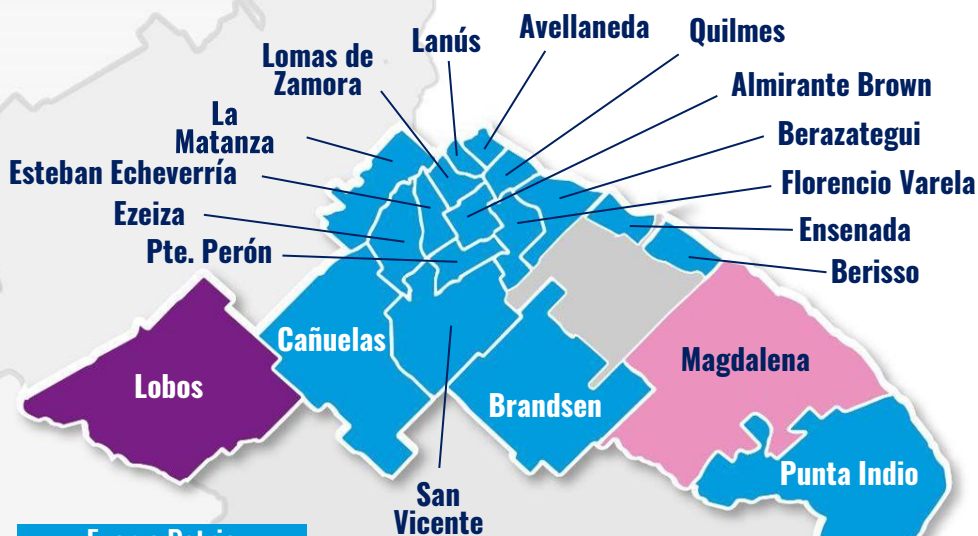 Lanús
Avellaneda
Quilmes
Lomas de
Zamora
Almirante Brown
La
Matanza
Berazategui
Esteban Echeverría
Florencio Varela
Ezeiza
Ensenada
Pte. Perón
Berisso
Cañuelas
Magdalena
Lobos
Brandsen
Punta Indio
San
Vicente